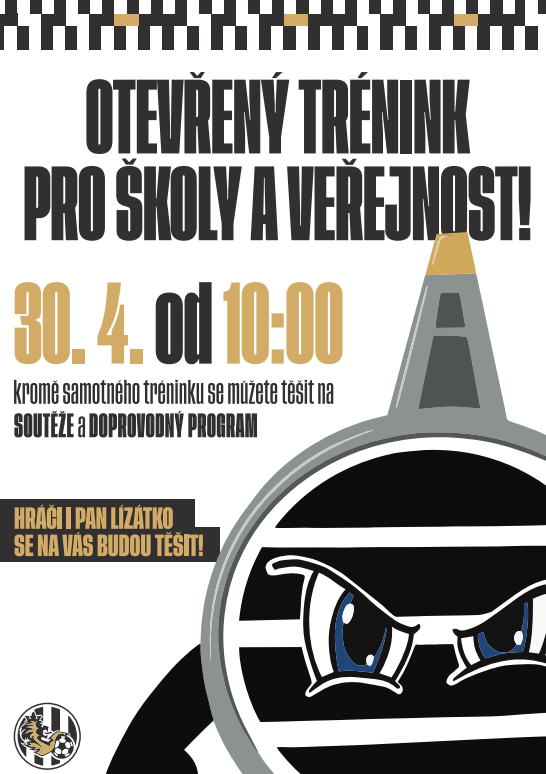 OTEVŘENÝ TRÉNINK
PRO ŠKOLY A VEŘEJNOST!
30. 4. od 10:00
kromě samotného tréninku se můžete těšit na
SOUTĚŽE a DOPROVODNÝ PROGRAM
HRÁČI I PAN LÍZÁTKO
SE NA VÁS BUDOU TĚŠIT!